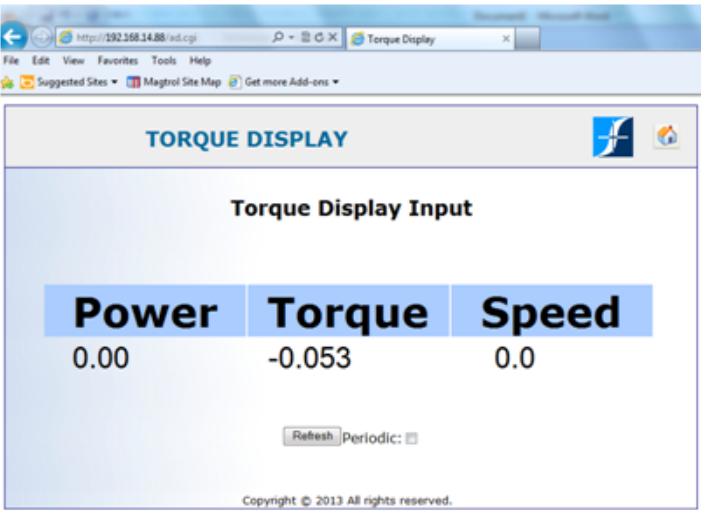 http://192.168.14.88/ad.cgi Torque Display
File Edit View Favorites Tools Help
Suggested Sites Magtrol Site Map Get more Add-ons
TORQUE DISPLAY
Torque Display Input
Power Torque Speed
0.00 -0.053 0.0
Refresh Periodic:
Copyright © 2013 All rights reserved.